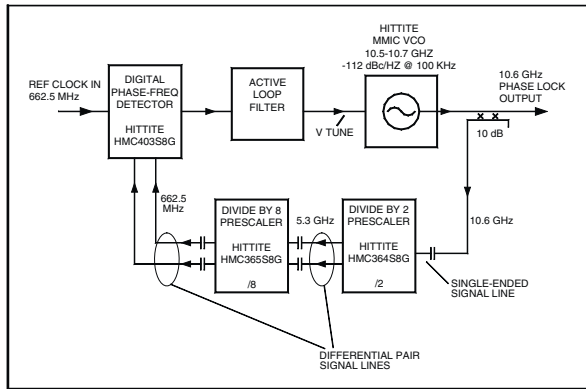 HITTITE
MMIC VCO
10.5-10.7 GHZ
-112 dBc/HZ @ 100 KHz
REF CLOCK IN
662.5 MHz
DIGITAL
PHASE-FREQ
DETECTOR
HITTITE
HMC403S8G
ACTIVE
LOOP
FILTER
V TUNE
10.6 GHz
PHASE LOCK
OUTPUT
10 dB
662.5
MHz
DIVIDE BY 8
PRESCALER
HITTITE
HMC365S8G
/8
5.3 GHz
DIVIDE BY 2
PRESCALER
HITTITE
HMC364S8G
/2
10.6 GHz
SINGLE-ENDED
SIGNAL LINE
DIFFERENTIAL PAIR
SIGNAL LINES